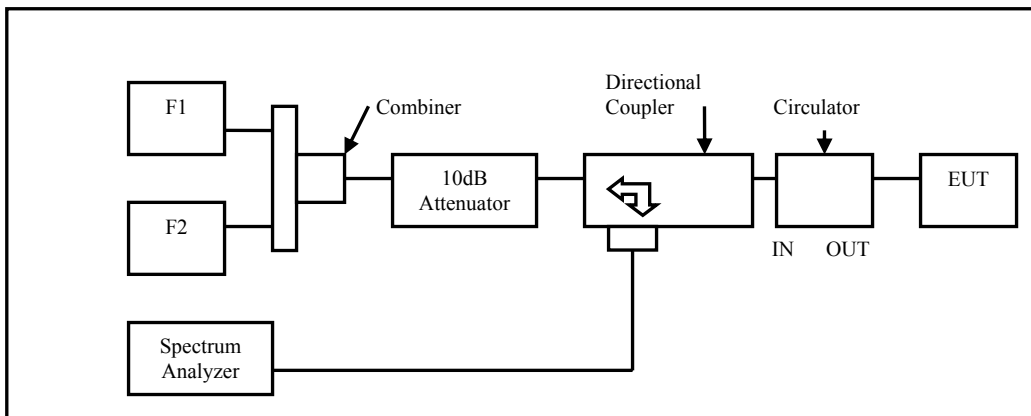 F1
Combiner
Directional
Coupler
Circulator
10dB
Attenuator
EUT
F2
IN OUT
Spectrum
Analyzer